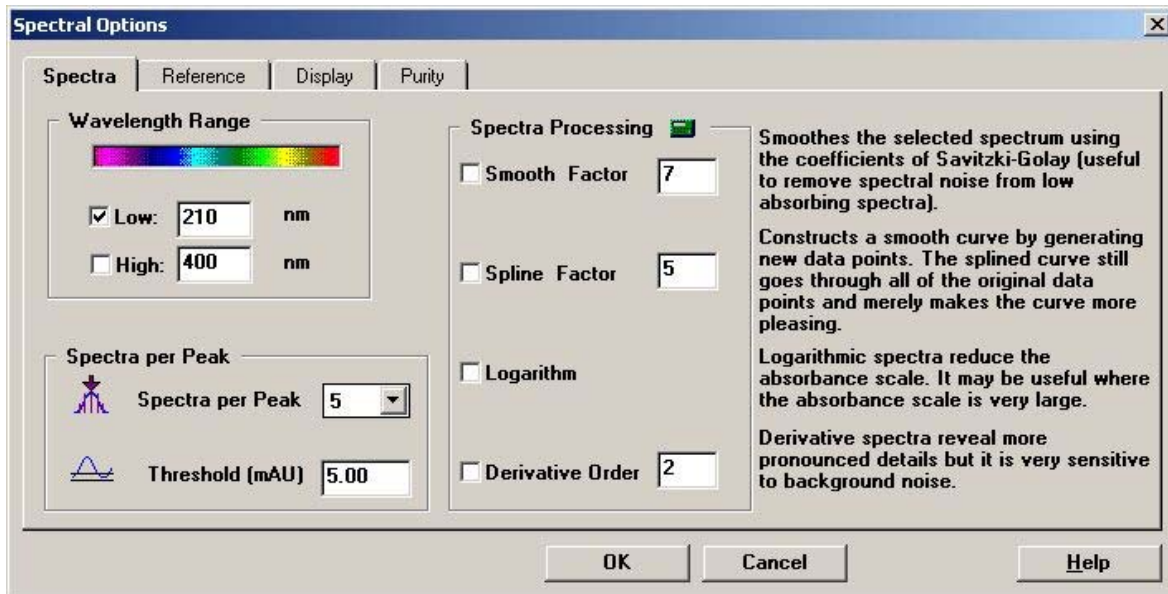 Spectral Options
Spectra
Reference
Display
Purity
Wavelength Range
Low: 210 nm
High: 400 nm
Spectra per Peak
Spectra per Peak 5
Threshold (mAU) 5.00
Spectra Processing
Smooth Factor 7
Spline Factor 5
Logarithm
Derivative Order 2
Smoothes the selected spectrum using
the coefficients of Savitzki-Golay (useful
to remove spectral noise from low
absorbing spectra).
Constructs a smooth curve by generating
new data points. The splined curve still
goes through all of the original data
points and merely makes the curve more
pleasing.
Logarithmic spectra reduce the
absorbance scale. It may be useful where
the absorbance scale is very large.
Derivative spectra reveal more
pronounced details but it is very sensitive
to background noise.
OK
Cancel
Help